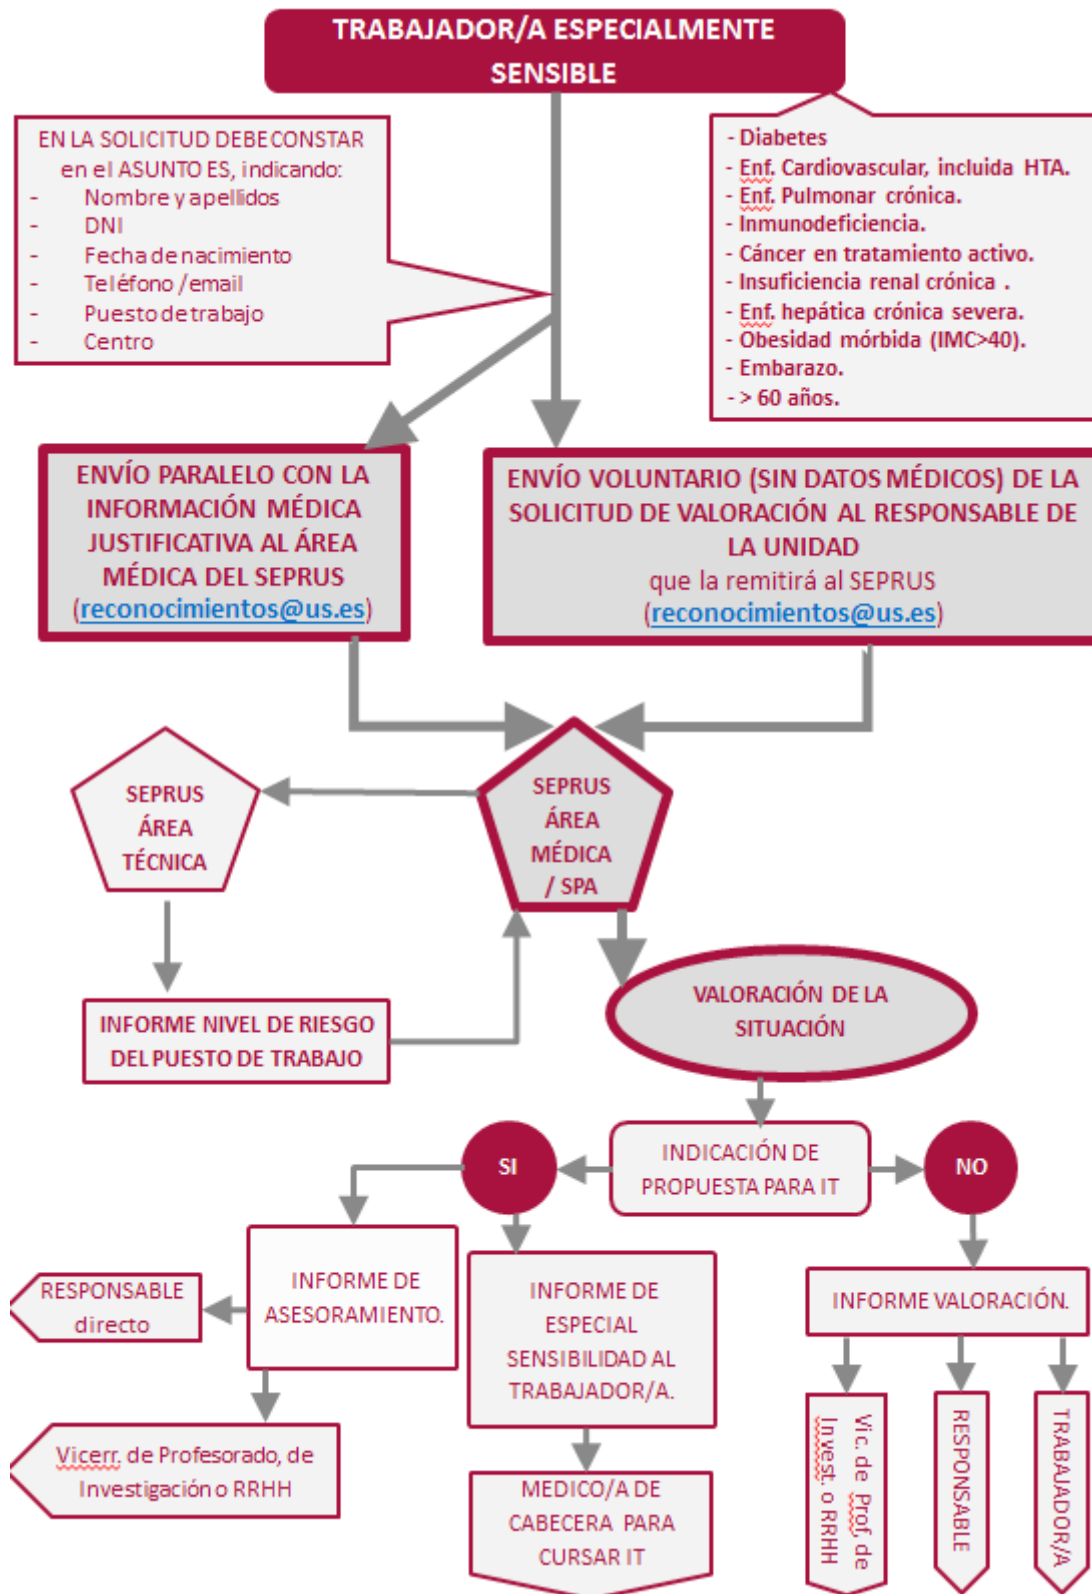 TRABAJADOR/A ESPECIALMENTE
SENSIBLE
EN LA SOLICITUD DEBE CONSTAR
en el ASUNTO ES, indicando:
- Nombre y apellidos
- DNI
- Fecha de nacimiento
- Teléfono /email
- Puesto de trabajo
- Centro
- Diabetes
- Enf. Cardiovascular, incluida HTA.
- Enf. Pulmonar crónica.
- Inmunodeficiencia.
- Cáncer en tratamiento activo.
- Insuficiencia renal crónica .
- Enf. hepática crónica severa.
- Obesidad mórbida (IMC>40).
- Embarazo.
- > 60 años.
ENVÍO PARALELO CON LA
INFORMACIÓN MÉDICA
JUSTIFICATIVA AL ÁREA
MÉDICA DEL SEPRUS
(reconocimientos@us.es)
ENVÍO VOLUNTARIO (SIN DATOS MÉDICOS) DE LA
SOLICITUD DE VALORACIÓN AL RESPONSABLE DE
LA UNIDAD
que la remitirá al SEPRUS
(reconocimientos@us.es)
SEPRUS
ÁREA
TÉCNICA
SEPRUS
ÁREA
MÉDICA
/ SPA
INFORME NIVEL DE RIESGO
DEL PUESTO DE TRABAJO
VALORACIÓN DE LA
SITUACIÓN
SI
INDICACIÓN DE
PROPUESTA PARA IT
NO
INFORME DE
ASESORAMIENTO.
RESPONSABLE
directo
Vicerr. de Profesorado, de
Investigación o RRHH
INFORME DE
ESPECIAL
SENSIBILIDAD AL
TRABAJADOR/A.
MEDICO/A DE
CABECERA PARA
CURSAR IT
INFORME VALORACIÓN.
Vic. de Prof, de
Invest. o RRHH
RESPONSABLE
TRABAJADOR/A